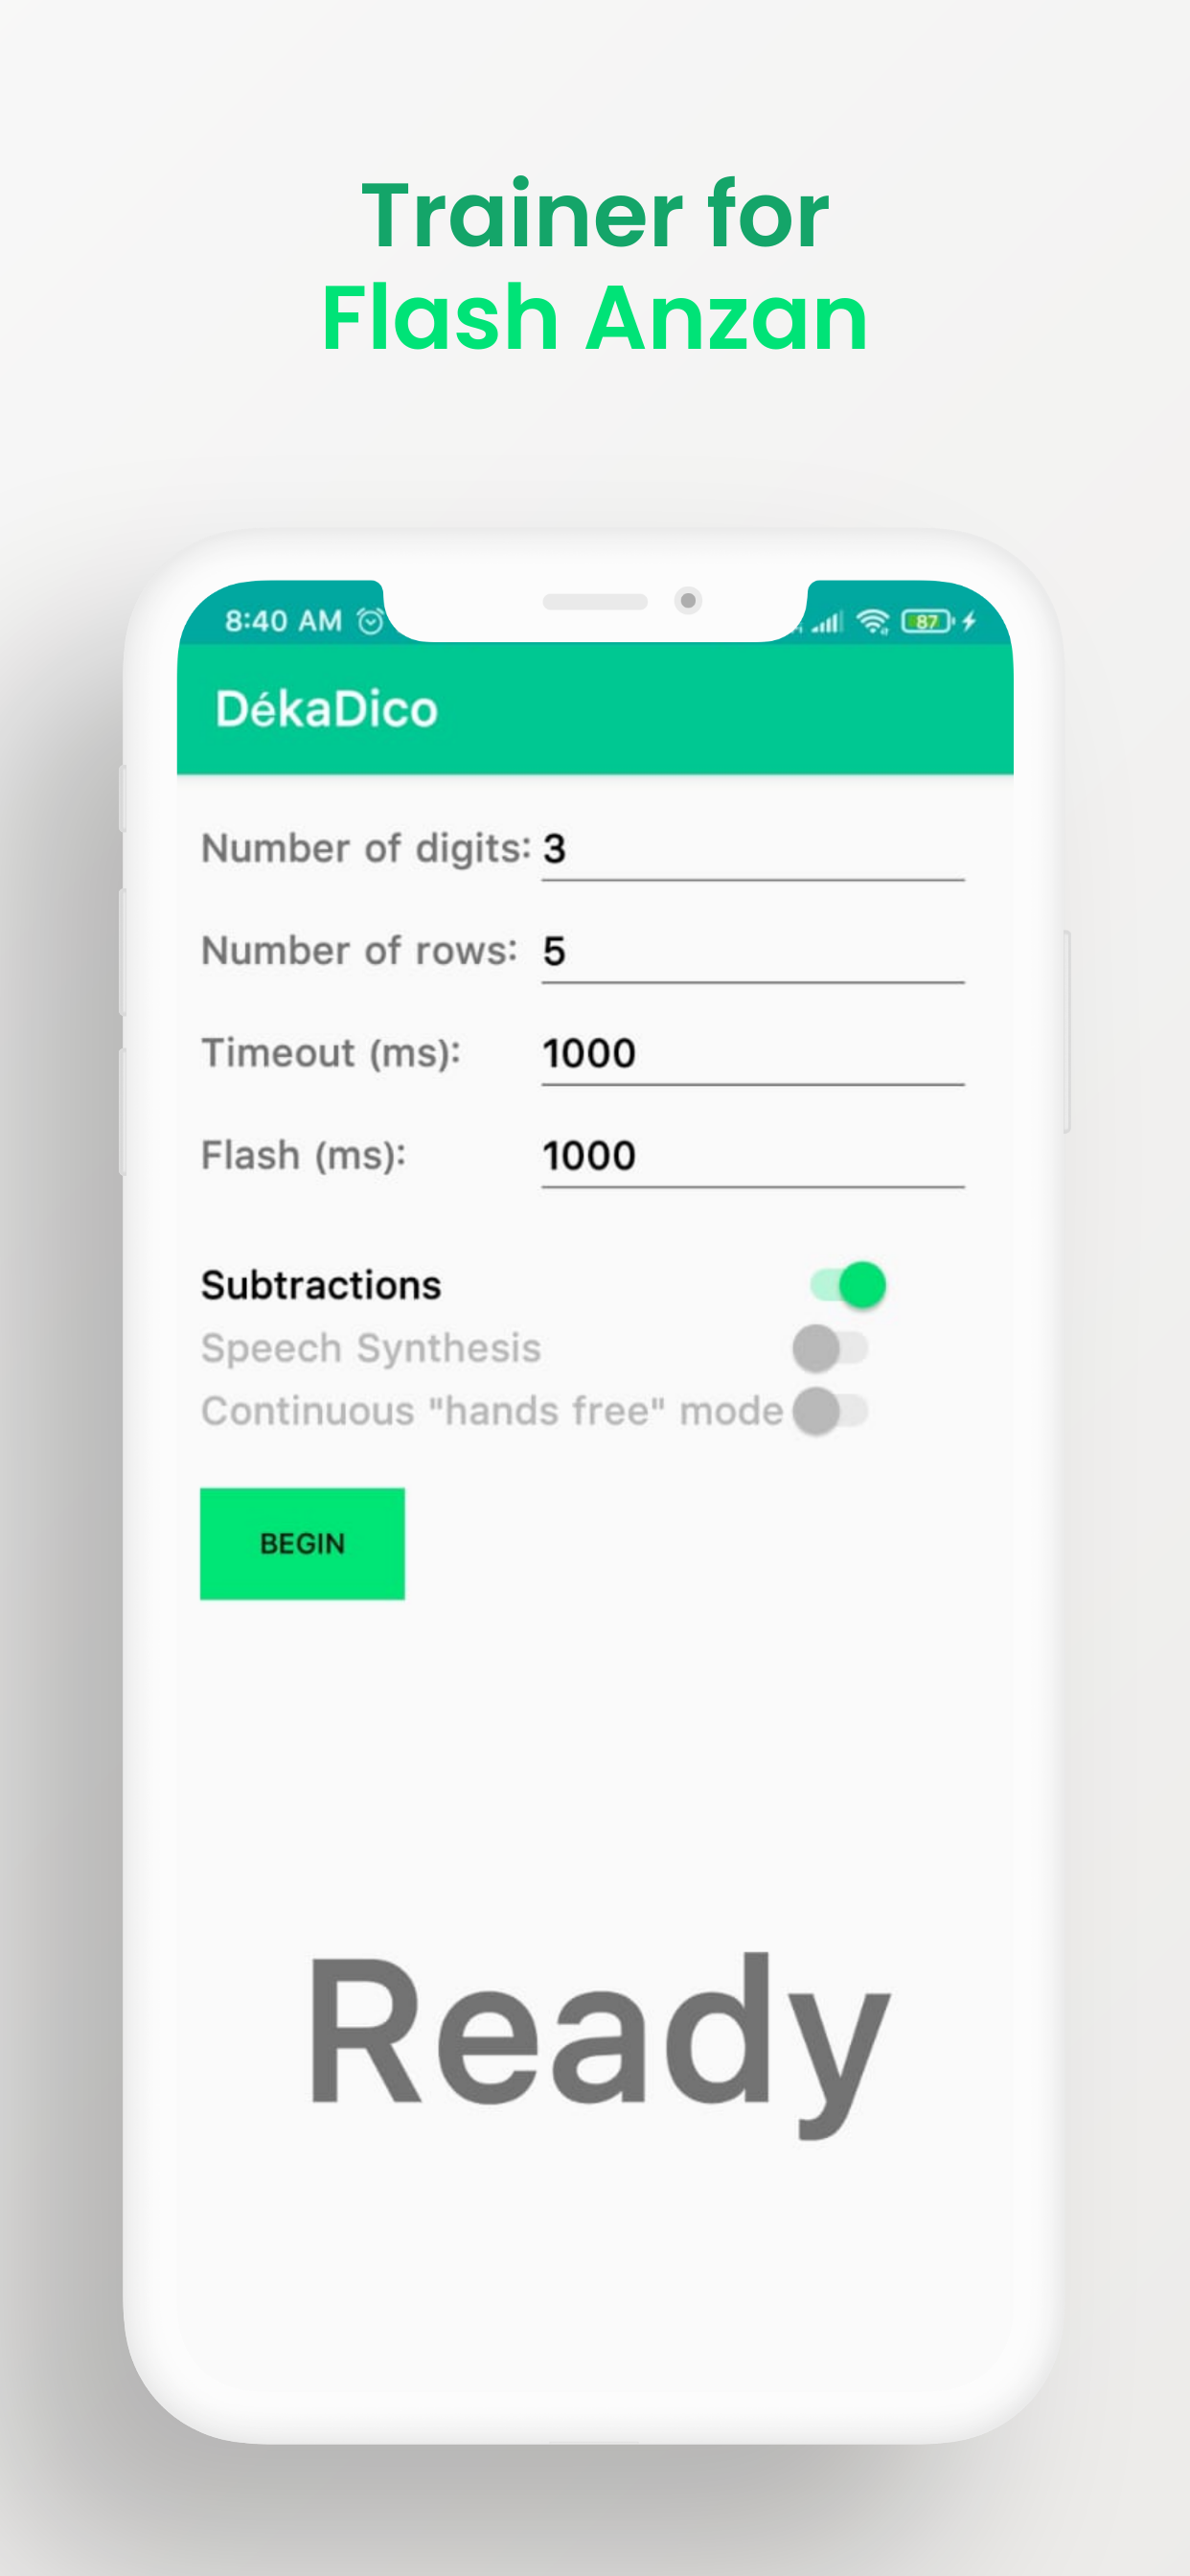 Trainer for
Flash Anzan
8:40 AM 87
DékaDico
Number of digits: 3
Number of rows: 5
Timeout (ms): 1000
Flash (ms): 1000
Subtractions
Speech Synthesis
Continuous "hands free" mode
BEGIN
Ready